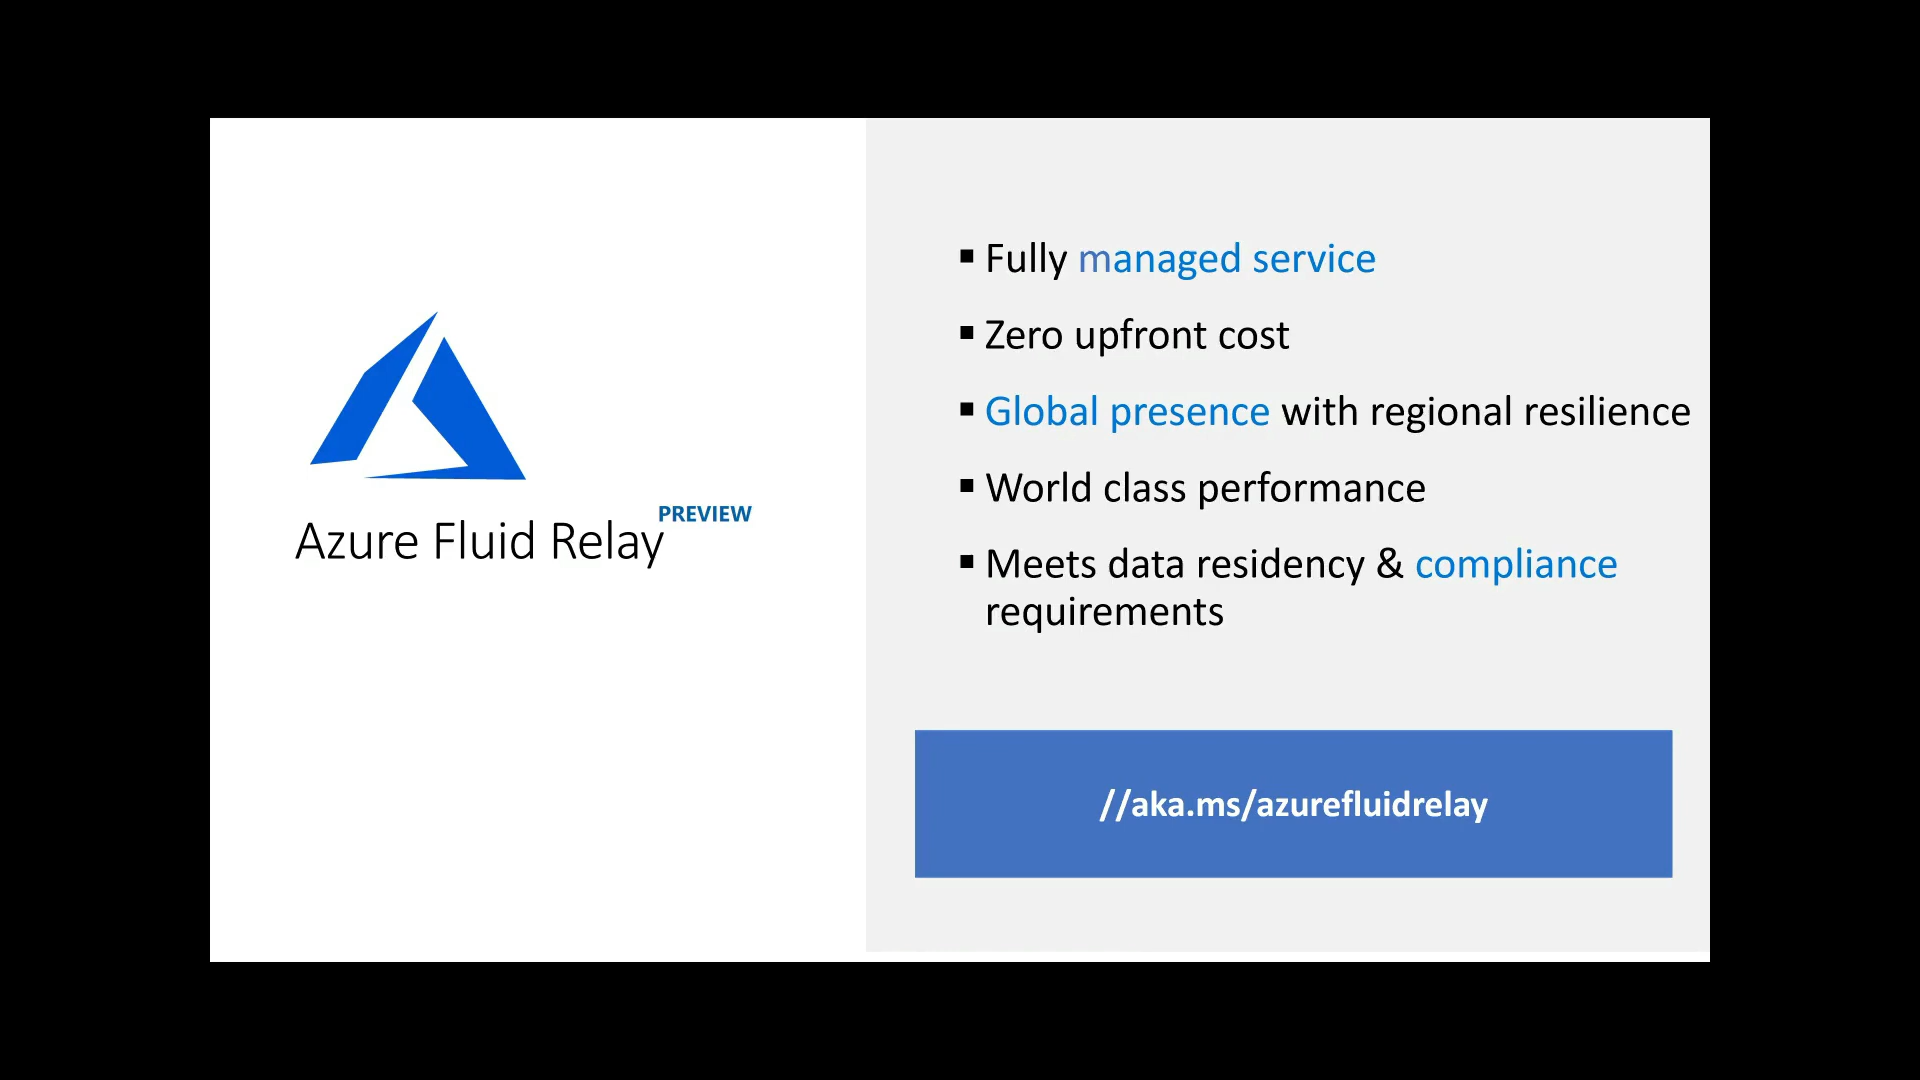 Azure Fluid Relay PREVIEW
▪ Fully managed service
▪ Zero upfront cost
▪ Global presence with regional resilience
▪ World class performance
▪ Meets data residency & compliance
requirements
//aka.ms/azurefluidrelay